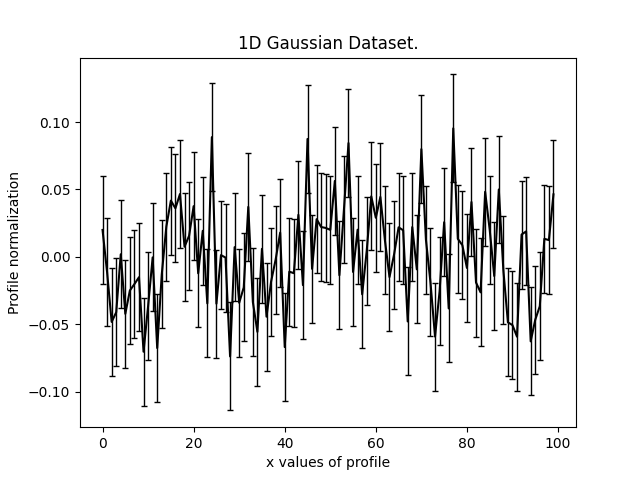 1D Gaussian Dataset.
Profile normalization
0.10
0.05
0.00
−0.05
−0.10
0 20 40 60 80 100
x values of profile